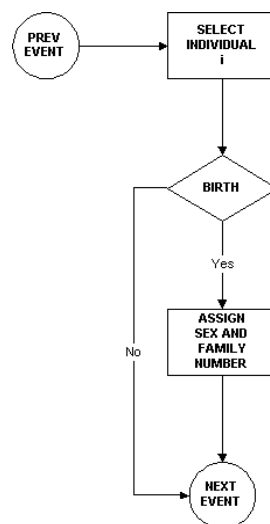 PREV
EVENT
SELECT
INDIVIDUAL
i
BIRTH
Yes
ASSIGN
SEX AND
FAMILY
NUMBER
No
NEXT
EVENT